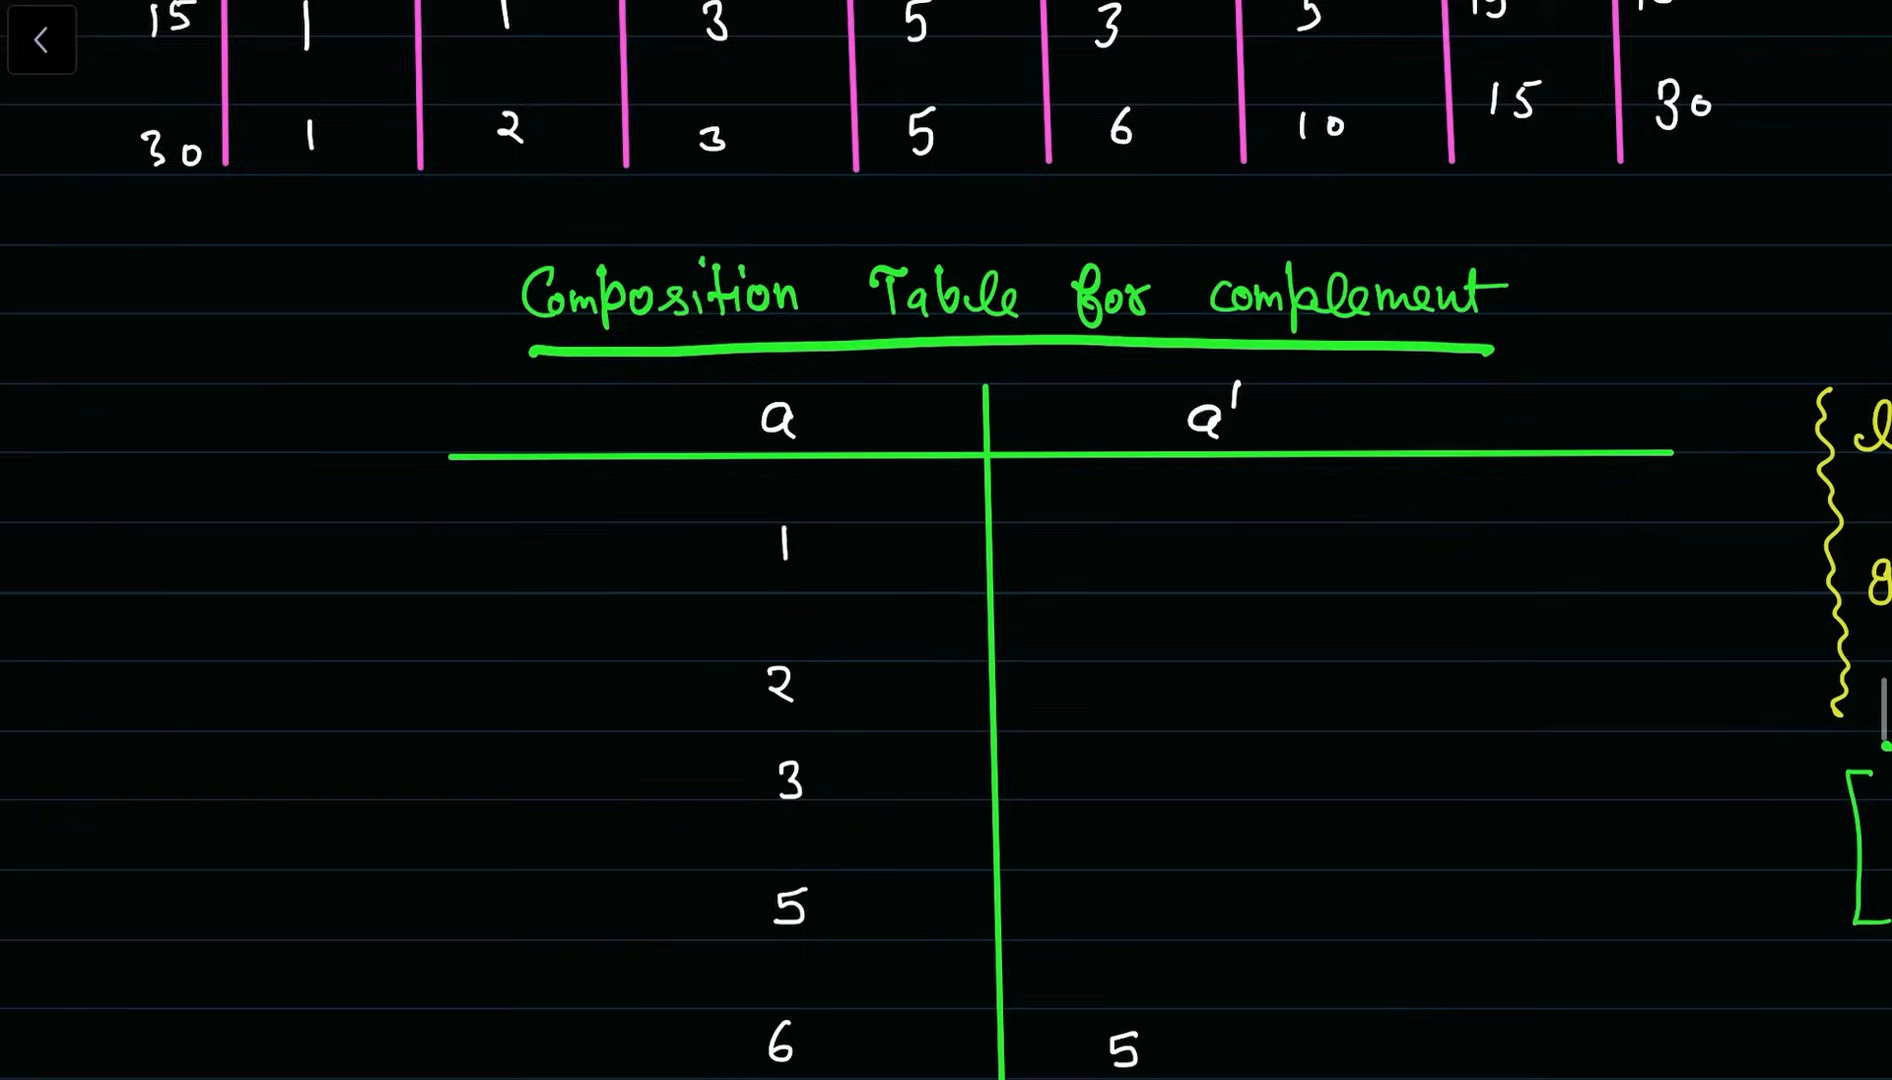 15 1 1 3 5 3 5 15
30 1 2 3 5 6 10 15 30
Composition Table for complement
a a'
1
2
3
5
6 5